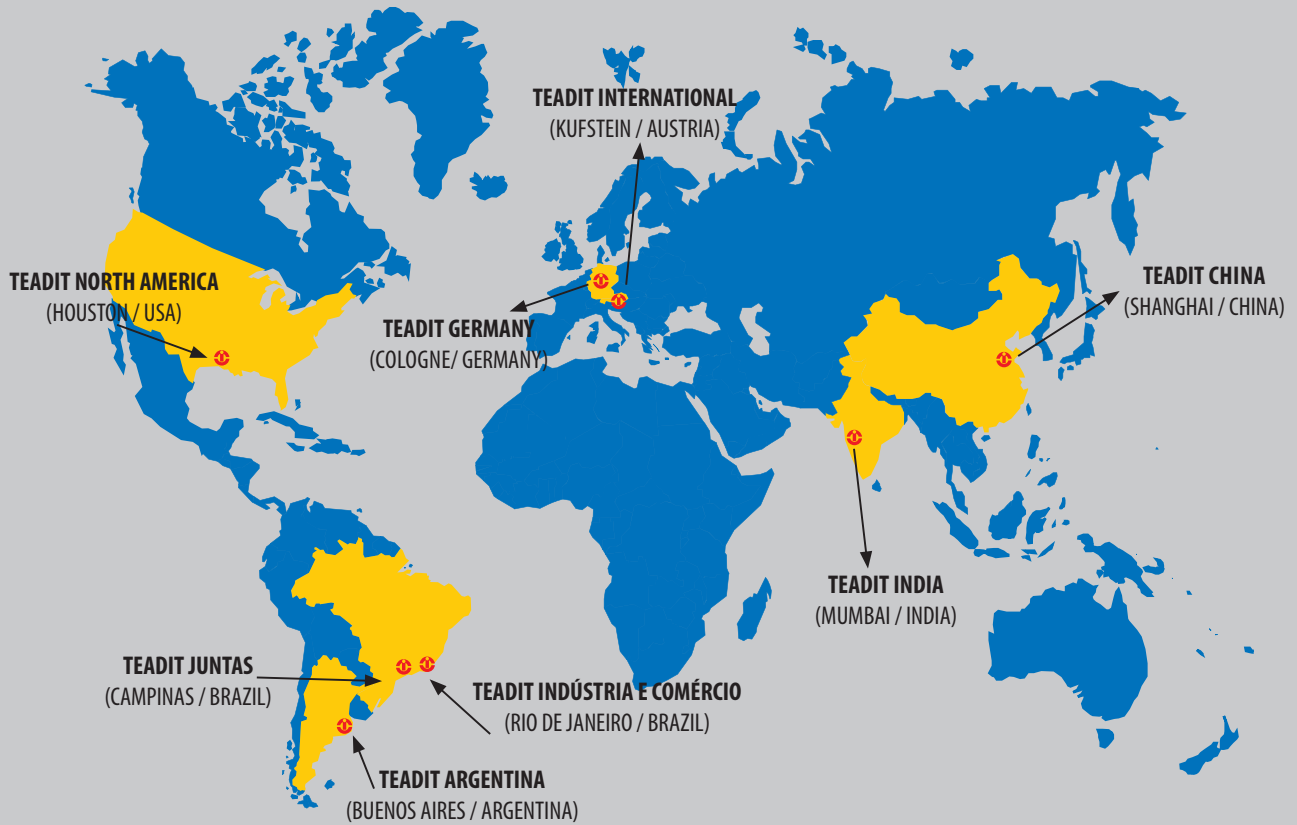 TEADIT INTERNATIONAL
(KUFSTEIN / AUSTRIA)
TEADIT NORTH AMERICA
(HOUSTON / USA)
TEADIT GERMANY
(COLOGNE/ GERMANY)
TEADIT CHINA
(SHANGHAI / CHINA)
TEADIT INDIA
(MUMBAI / INDIA)
TEADIT JUNTAS
(CAMPINAS / BRAZIL)
TEADIT INDÚSTRIA E COMÉRCIO
(RIO DE JANEIRO / BRAZIL)
TEADIT ARGENTINA
(BUENOS AIRES / ARGENTINA)